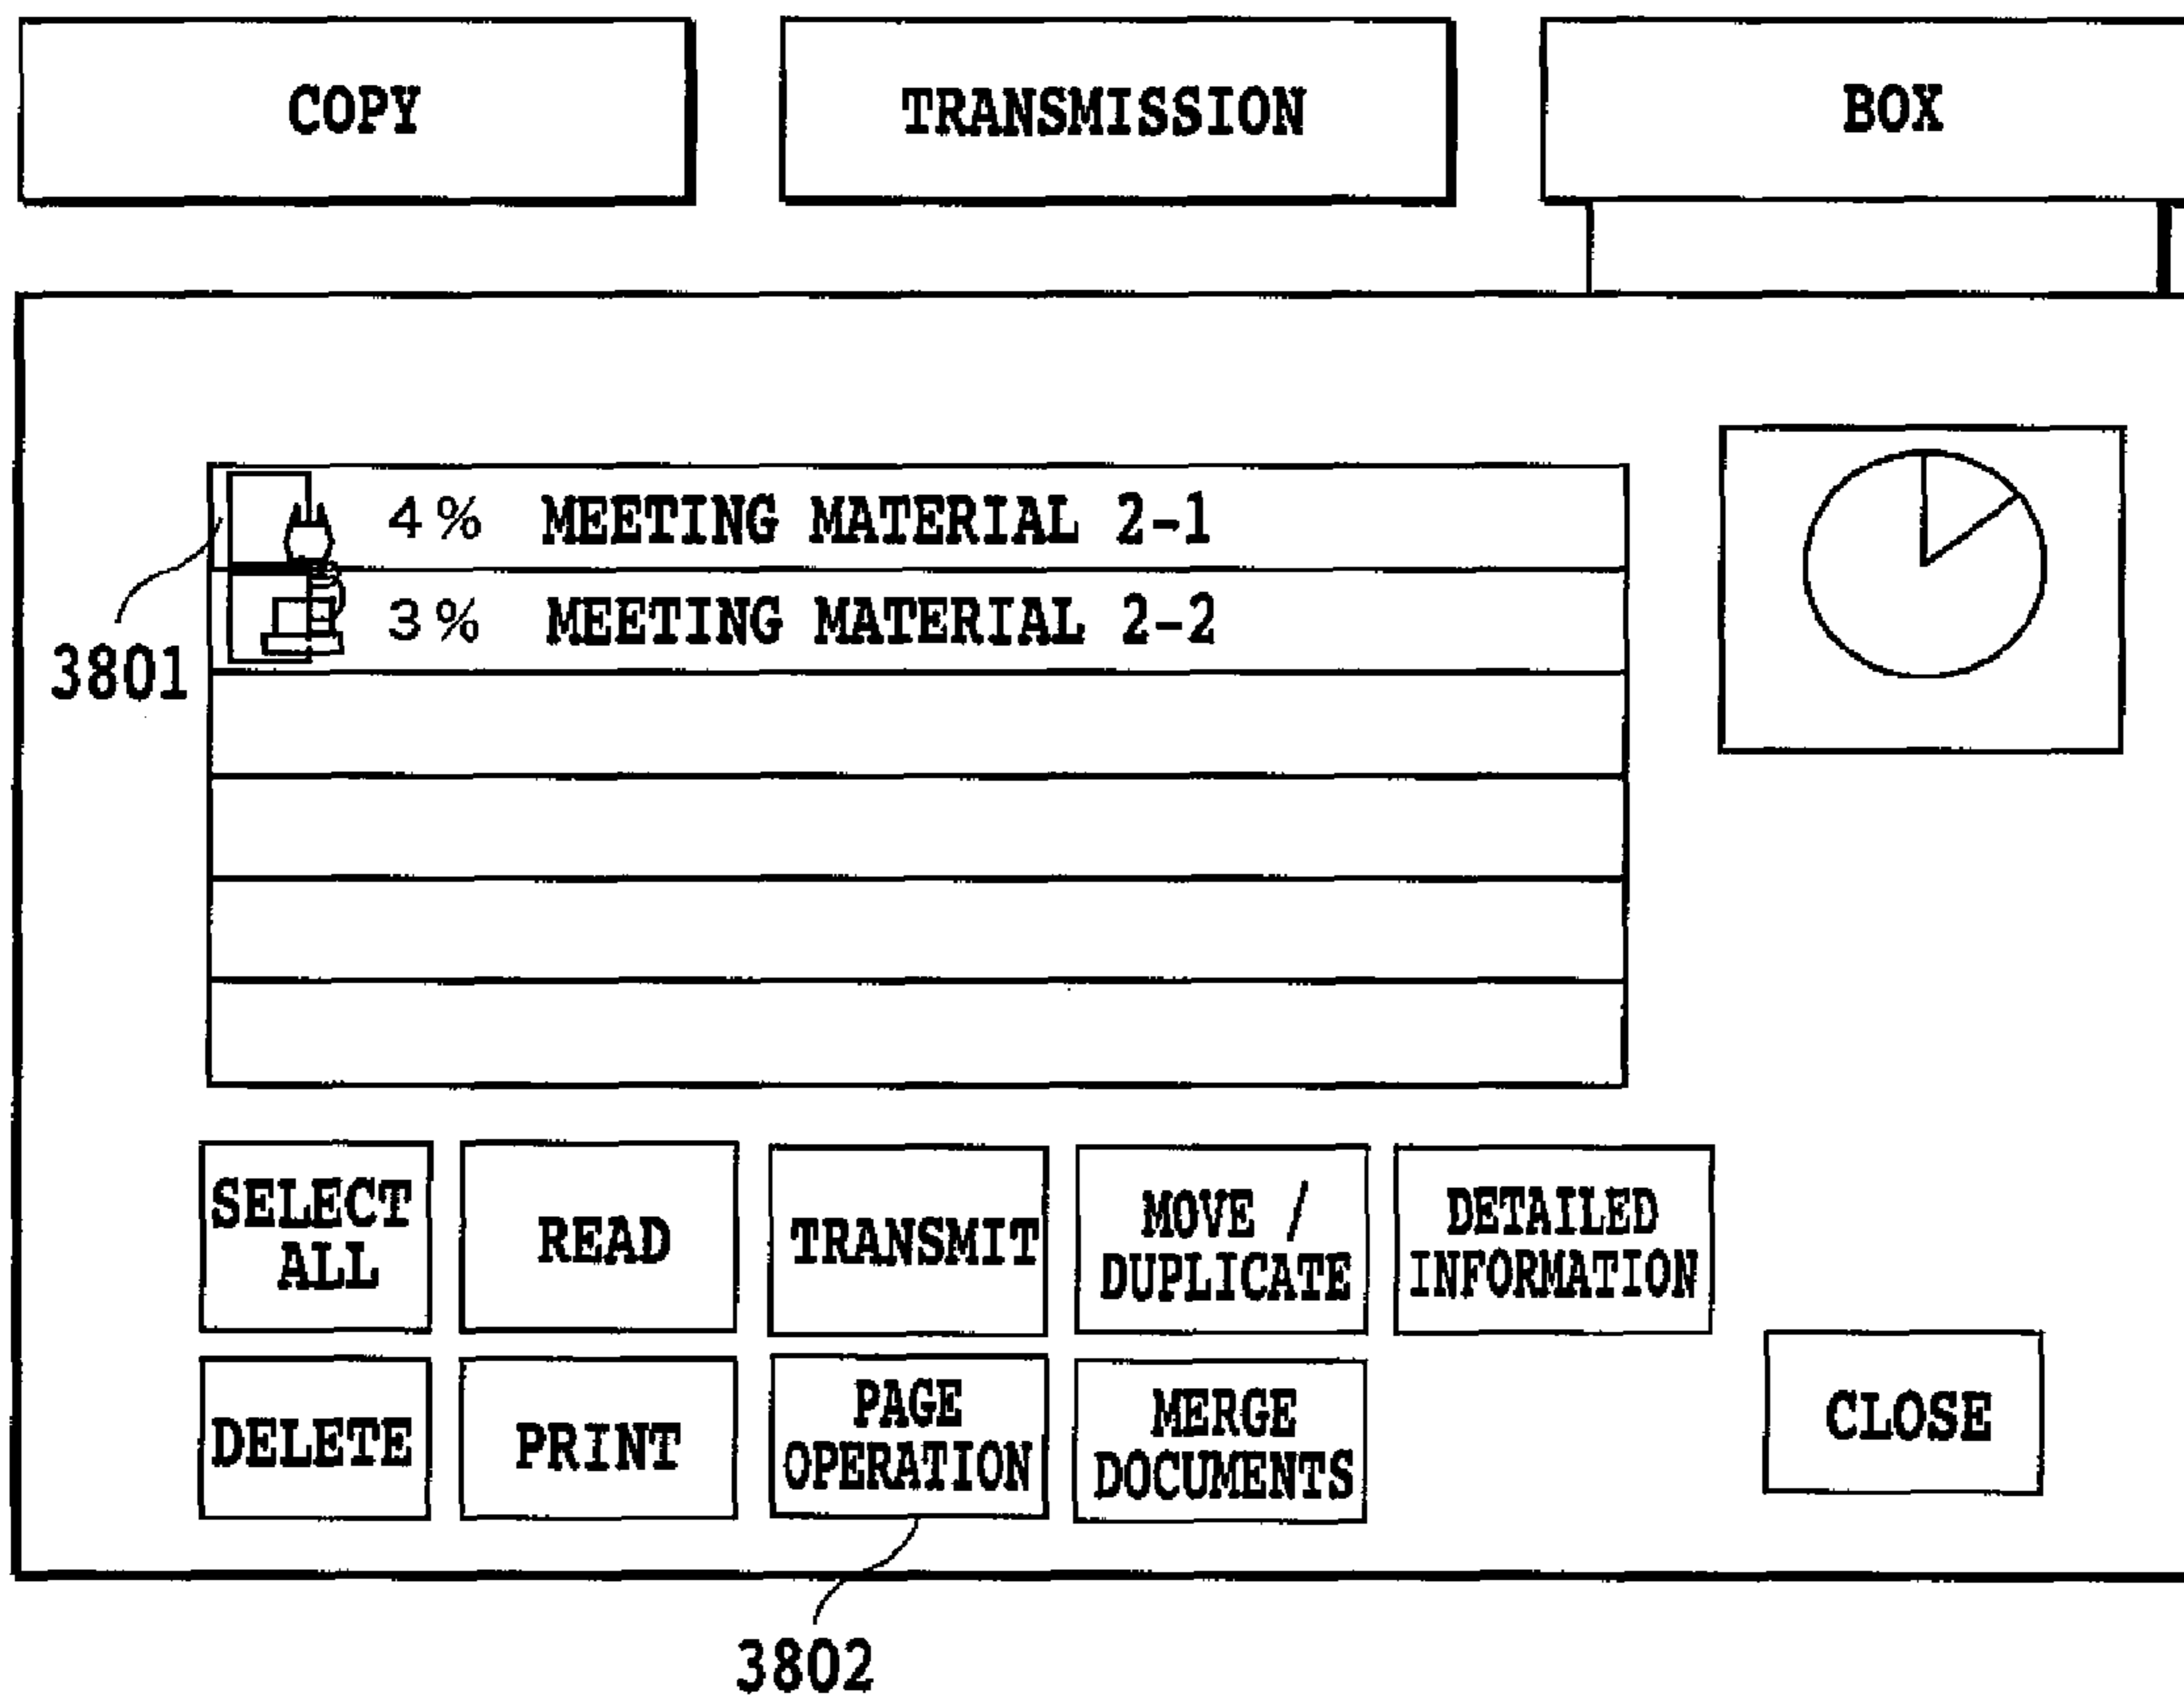 COPY
TRANSMISSION
BOX
4% MEETING MATERIAL 2-1
3% MEETING MATERIAL 2-2
3801
SELECT
ALL
READ
TRANSMIT
MOVE /
DUPLICATE
DETAILED
INFORMATION
DELETE
PRINT
PAGE
OPERATION
MERGE
DOCUMENTS
CLOSE
3802